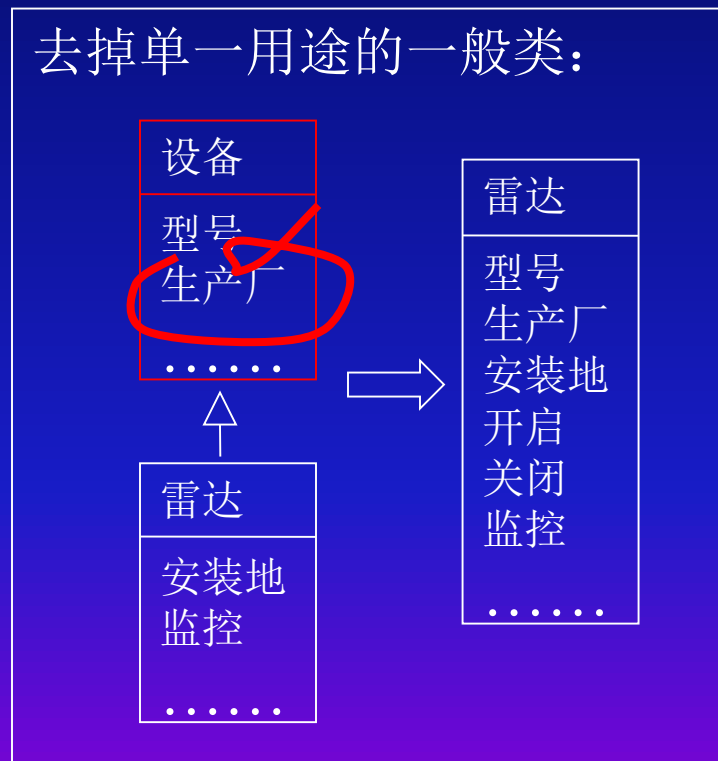 去掉单一用途的一般类：
设备
型号
生产厂
......
雷达
安装地
监控
......
雷达
型号
生产厂
安装地
开启
关闭
监控
......